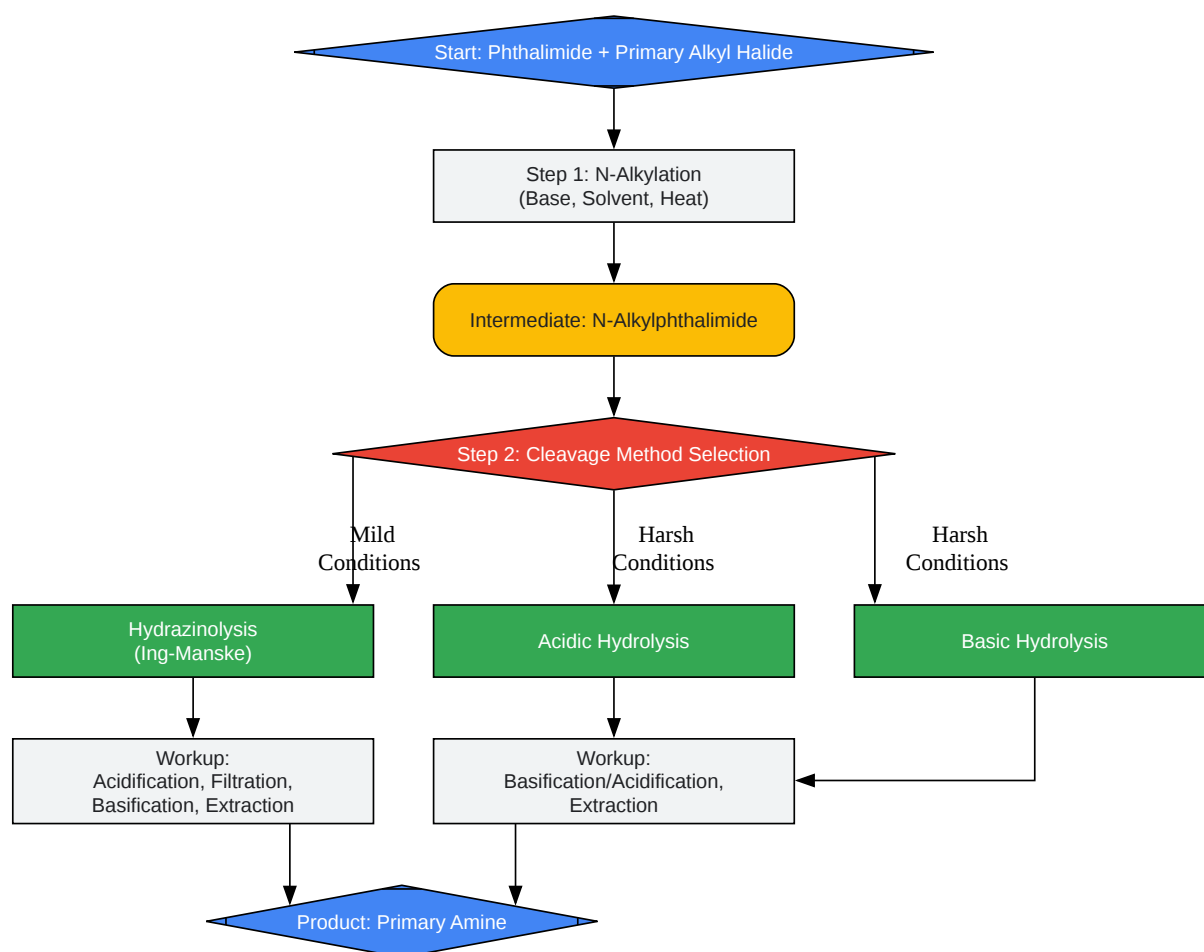 Start: Phthalimide + Primary Alkyl Halide
Step 1: N-Alkylation
(Base, Solvent, Heat)
Intermediate: N-Alkylphthalimide
Step 2: Cleavage Method Selection
Mild
Conditions
Harsh
Conditions
Harsh
Conditions
Hydrazinolysis
(Ing-Manske)
Acidic Hydrolysis
Basic Hydrolysis
Workup:
Acidification, Filtration,
Basification, Extraction
Workup:
Basification/Acidification,
Extraction
Product: Primary Amine